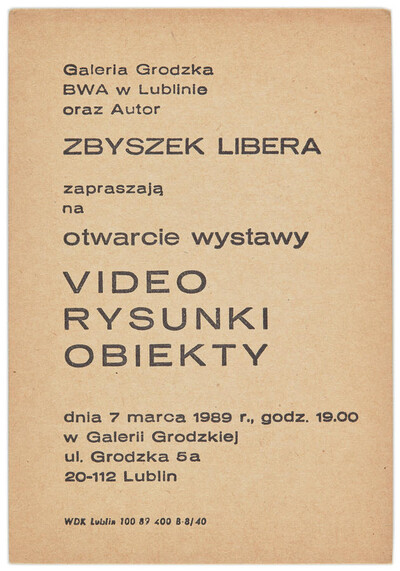 Galeria Grodzka
BWA w Lublinie
oraz Autor
ZBYSZEK LIBERA
zapraszają
na
otwarcie wystawy
VIDEO
RYSUNKI
OBIEKTY
dnia 7 marca 1989 r., godz. 19.00
w Galerii Grodzkiej
ul. Grodzka 5a
20-112 Lublin
WDK Lublin 100 89 400 B-8/40